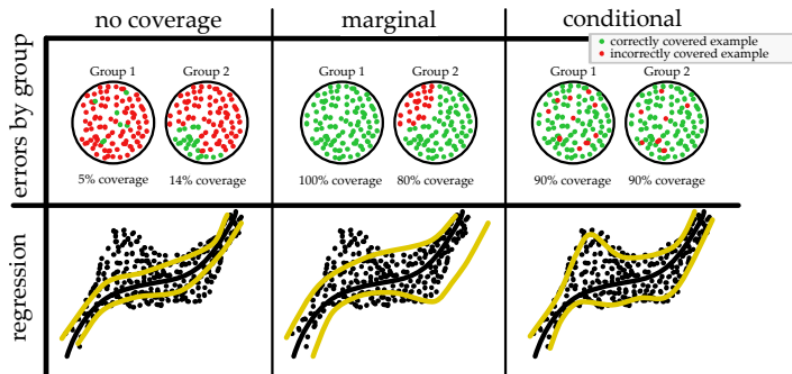 no coverage
marginal
conditional
correctly covered example
incorrectly covered example
errors by group
Group 1
Group 2
Group 1
Group 2
Group 1
Group 2
5% coverage
14% coverage
100% coverage
80% coverage
90% coverage
90% coverage
regression